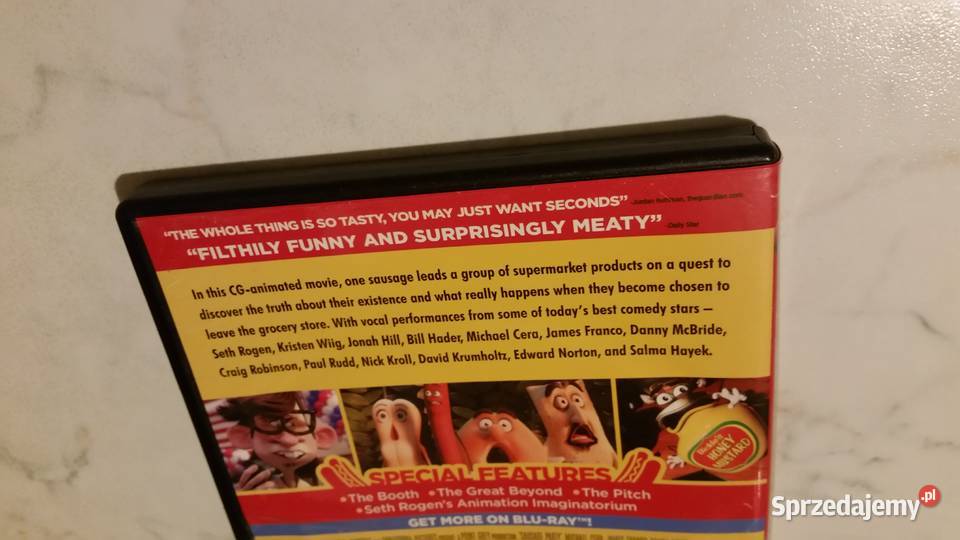 "THE WHOLE THING IS SO TASTY, YOU MAY JUST WANT SECONDS" -Jordan Hoffman, theguardian.com
"FILTHILY FUNNY AND SURPRISINGLY MEATY" -Daily Star
In this CG-animated movie, one sausage leads a group of supermarket products on a quest to
discover the truth about their existence and what really happens when they become chosen to
leave the grocery store. With vocal performances from some of today's best comedy stars –
Seth Rogen, Kristen Wiig, Jonah Hill, Bill Hader, Michael Cera, James Franco, Danny McBride,
Craig Robinson, Paul Rudd, Nick Kroll, David Krumholtz, Edward Norton, and Salma Hayek.
HONEY
MUSTARD
SPECIAL FEATURES
•The Booth •The Great Beyond •The Pitch
•Seth Rogen's Animation Imaginatorium
GET MORE ON BLU-RAY™!
Sprzedajemy.pl